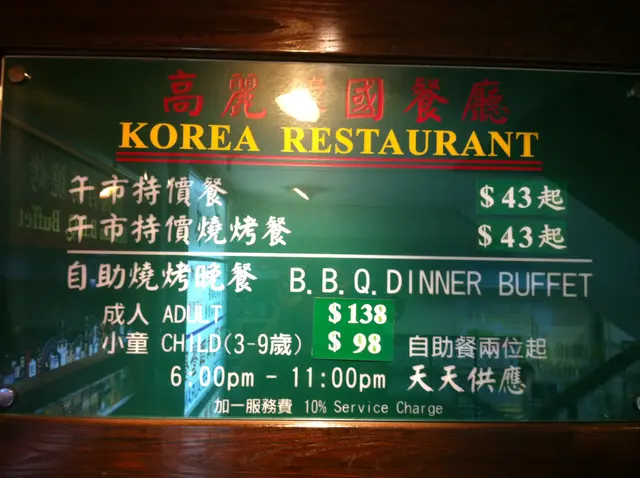 高麗韓國餐廳
KOREA RESTAURANT
午市特價餐 $43起
午市特價燒烤餐 $43起
自助燒烤晚餐 B.B.Q.DINNER BUFFET
成人 ADULT $138
小童 CHILD(3-9歲) $98 自助餐兩位起
6:00pm - 11:00pm 天天供應
加一服務費 10% Service Charge